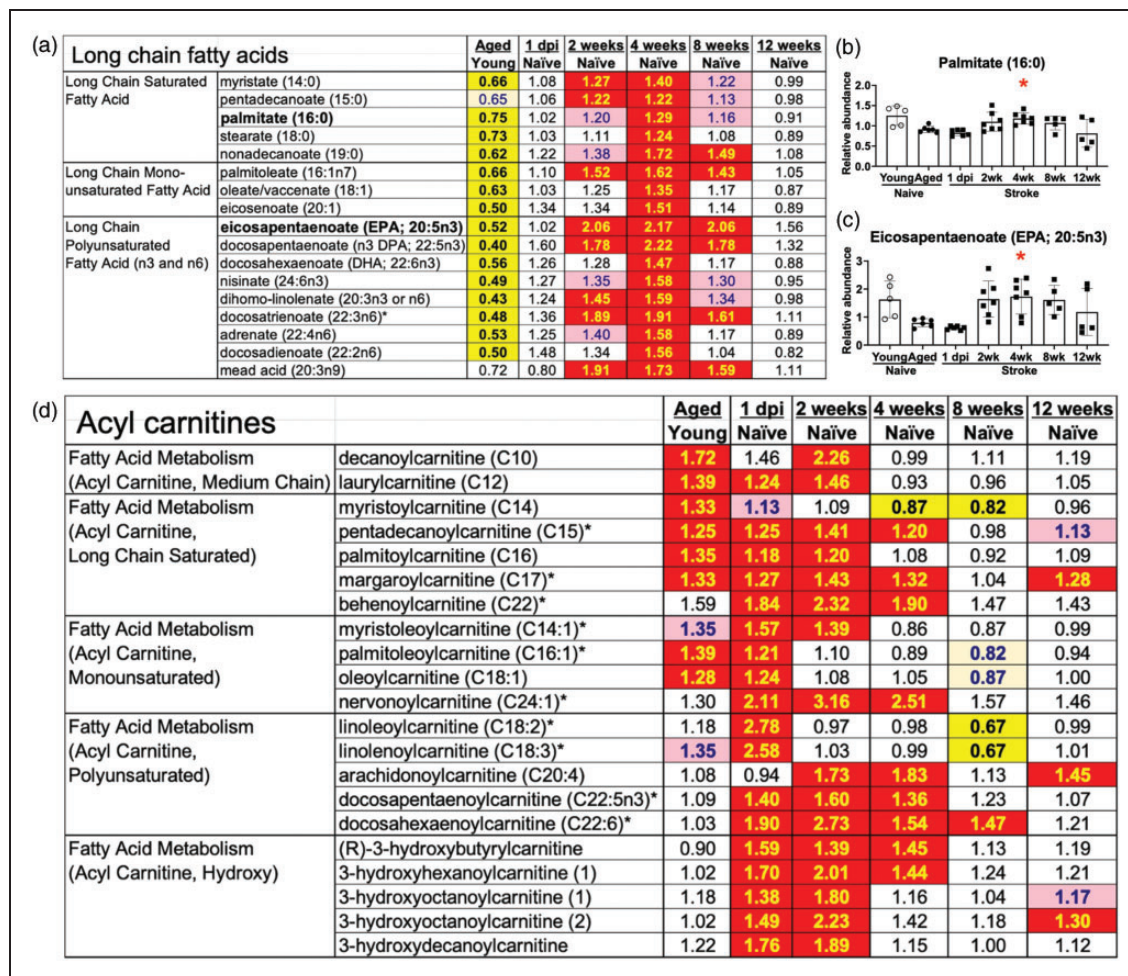 (a)
Long chain fatty acids Aged Young 1 dpi Naïve 2 weeks Naïve 4 weeks Naïve 8 weeks Naïve 12 weeks Naïve
Long Chain Saturated myristate (14:0) 0.66 1.08 1.27 1.40 1.22 0.99
Fatty Acid pentadecanoate (15:0) 0.65 1.06 1.22 1.22 1.13 0.98
palmitate (16:0) 0.75 1.02 1.20 1.29 1.16 0.91
stearate (18:0) 0.73 1.03 1.11 1.24 1.08 0.89
nonadecanoate (19:0) 0.62 1.22 1.38 1.72 1.49 1.08
Long Chain Mono- palmitoleate (16:1n7) 0.66 1.10 1.52 1.62 1.43 1.05
unsaturated Fatty Acid oleate/vaccenate (18:1) 0.63 1.03 1.25 1.35 1.17 0.87
eicosenoate (20:1) 0.50 1.34 1.34 1.51 1.14 0.89
Long Chain eicosapentaenoate (EPA; 20:5n3) 0.52 1.02 2.06 2.17 2.06 1.56
Polyunsaturated docosapentaenoate (n3 DPA; 22:5n3) 0.40 1.60 1.78 2.22 1.78 1.32
Fatty Acid (n3 and n6) docosahexaenoate (DHA; 22:6n3) 0.56 1.26 1.28 1.47 1.17 0.88
nisinate (24:6n3) 0.49 1.27 1.35 1.58 1.30 0.95
dihomo-linolenate (20:3n3 or n6) 0.43 1.24 1.45 1.59 1.34 0.98
docosatrienoate (22:3n6)* 0.48 1.36 1.89 1.91 1.61 1.11
adrenate (22:4n6) 0.53 1.25 1.40 1.58 1.17 0.89
docosadienoate (22:2n6) 0.50 1.48 1.34 1.56 1.04 0.82
mead acid (20:3n9) 0.72 0.80 1.91 1.73 1.59 1.11
(b)
Palmitate (16:0)
*
Relative abundance
2.0
1.5
1.0
0.5
0.0
Young Aged 1 dpi 2wk 4wk 8wk 12wk
Naive Stroke
(c)
Eicosapentaenoate (EPA; 20:5n3)
*
Relative abundance
3
2
1
0
Young Aged 1 dpi 2wk 4wk 8wk 12wk
Naive Stroke
(d)
Acyl carnitines Aged Young 1 dpi Naïve 2 weeks Naïve 4 weeks Naïve 8 weeks Naïve 12 weeks Naïve
Fatty Acid Metabolism decanoylcarnitine (C10) 1.72 1.46 2.26 0.99 1.11 1.19
(Acyl Carnitine, Medium Chain) laurylcarnitine (C12) 1.39 1.24 1.46 0.93 0.96 1.05
Fatty Acid Metabolism myristoylcarnitine (C14) 1.33 1.13 1.09 0.87 0.82 0.96
(Acyl Carnitine, pentadecanoylcarnitine (C15)* 1.25 1.25 1.41 1.20 0.98 1.13
Long Chain Saturated) palmitoylcarnitine (C16) 1.35 1.18 1.20 1.08 0.92 1.09
margaroylcarnitine (C17)* 1.33 1.27 1.43 1.32 1.04 1.28
behenoylcarnitine (C22)* 1.59 1.84 2.32 1.90 1.47 1.43
Fatty Acid Metabolism myristoleoylcarnitine (C14:1)* 1.35 1.57 1.39 0.86 0.87 0.99
(Acyl Carnitine, palmitoleoylcarnitine (C16:1)* 1.39 1.21 1.10 0.89 0.82 0.94
Monounsaturated) oleoylcarnitine (C18:1) 1.28 1.24 1.08 1.05 0.87 1.00
nervonoylcarnitine (C24:1)* 1.30 2.11 3.16 2.51 1.57 1.46
Fatty Acid Metabolism linoleoylcarnitine (C18:2)* 1.18 2.78 0.97 0.98 0.67 0.99
(Acyl Carnitine, linolenoylcarnitine (C18:3)* 1.35 2.58 1.03 0.99 0.67 1.01
Polyunsaturated) arachidonoylcarnitine (C20:4) 1.08 0.94 1.73 1.83 1.13 1.45
docosapentaenoylcarnitine (C22:5n3)* 1.09 1.40 1.60 1.36 1.23 1.07
docosahexaenoylcarnitine (C22:6)* 1.03 1.90 2.73 1.54 1.47 1.21
Fatty Acid Metabolism (R)-3-hydroxybutyrylcarnitine 0.90 1.59 1.39 1.45 1.13 1.19
(Acyl Carnitine, Hydroxy) 3-hydroxyhexanoylcarnitine (1) 1.02 1.70 2.01 1.44 1.24 1.21
3-hydroxyoctanoylcarnitine (1) 1.18 1.38 1.80 1.16 1.04 1.17
3-hydroxyoctanoylcarnitine (2) 1.02 1.49 2.23 1.42 1.18 1.30
3-hydroxydecanoylcarnitine 1.22 1.76 1.89 1.15 1.00 1.12